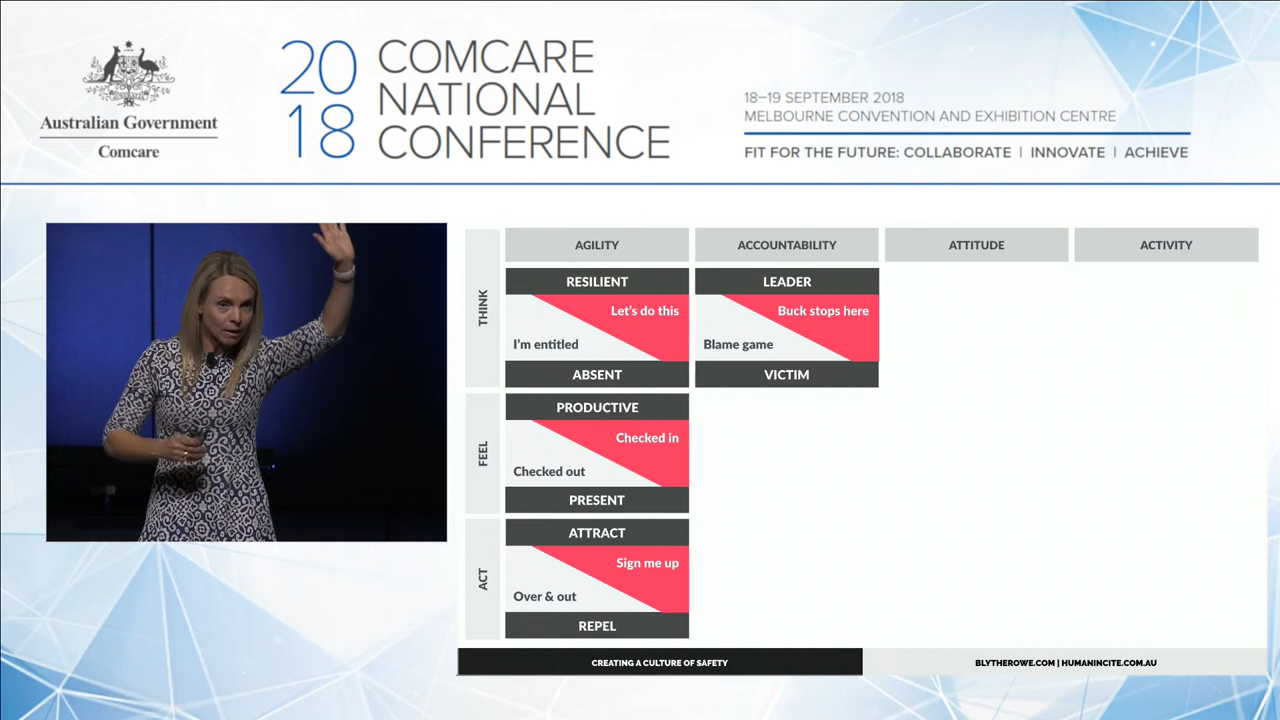 Australian Government
Comcare
20
18
COMCARE
NATIONAL
CONFERENCE
18–19 SEPTEMBER 2018
MELBOURNE CONVENTION AND EXHIBITION CENTRE
FIT FOR THE FUTURE: COLLABORATE | INNOVATE | ACHIEVE
AGILITY
ACCOUNTABILITY
ATTITUDE
ACTIVITY
THINK
RESILIENT
Let's do this
I'm entitled
ABSENT
LEADER
Buck stops here
Blame game
VICTIM
FEEL
PRODUCTIVE
Checked in
Checked out
PRESENT
ACT
ATTRACT
Sign me up
Over & out
REPEL
CREATING A CULTURE OF SAFETY
BLYTHEROWE.COM | HUMANINCITE.COM.AU